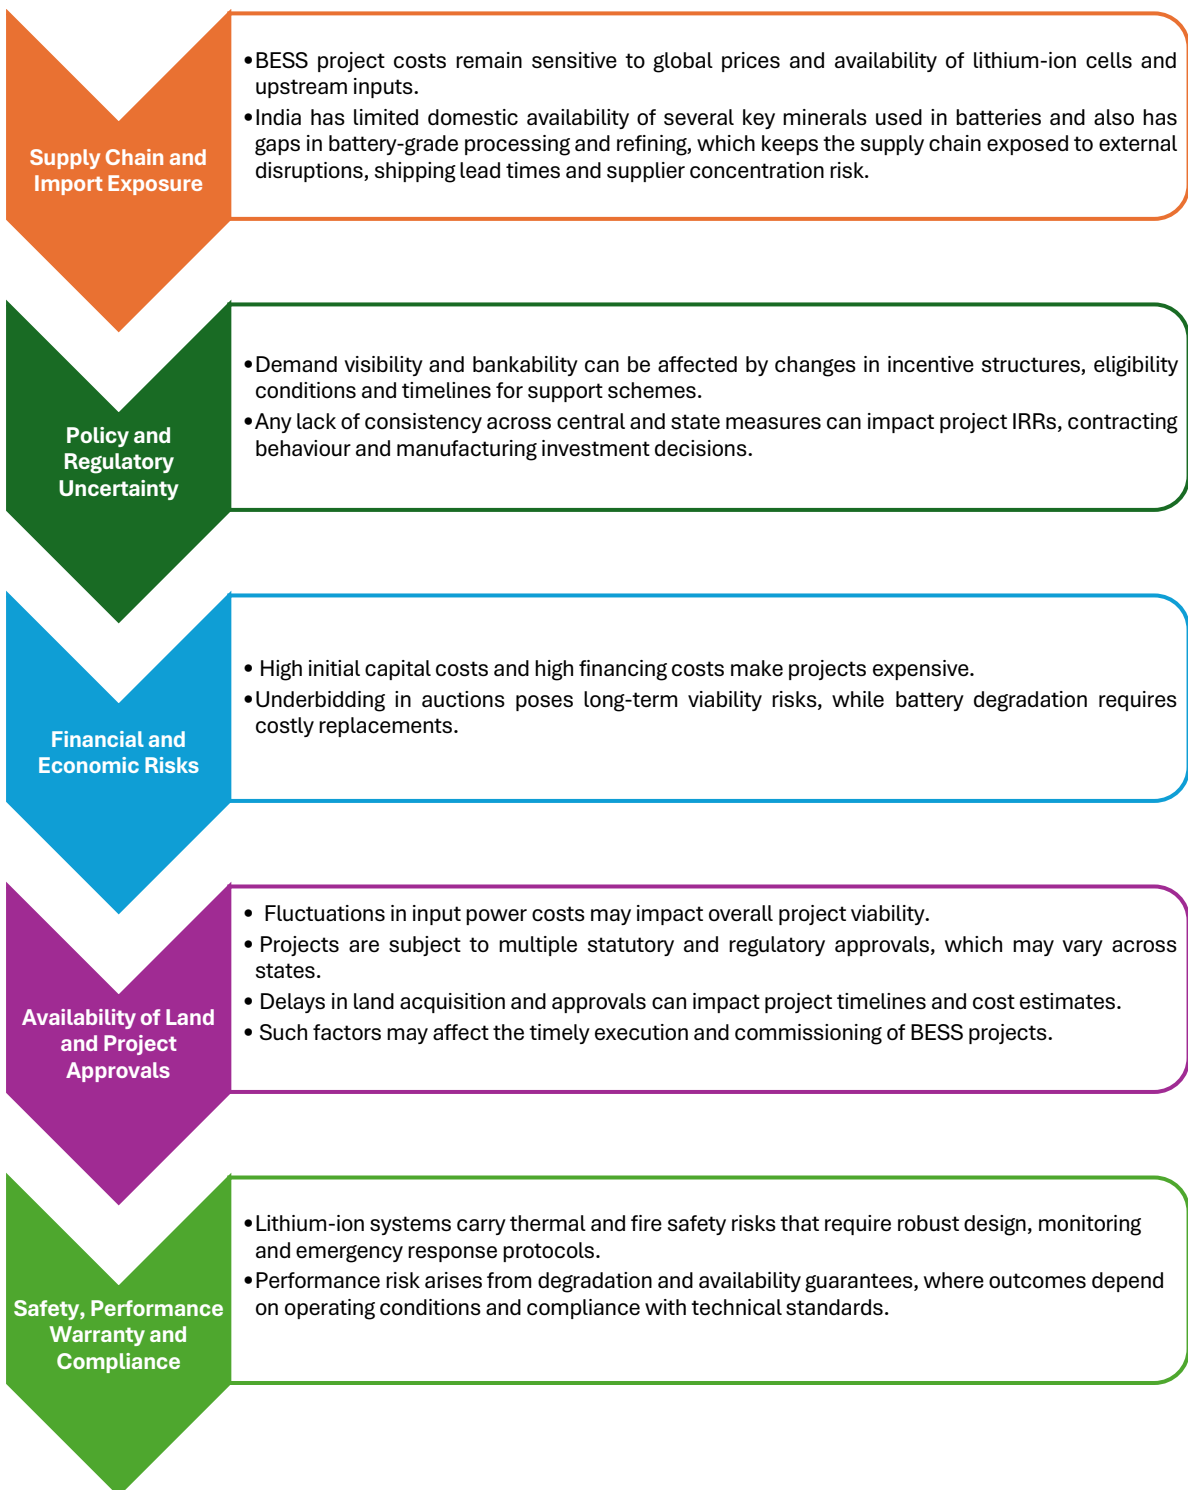 Supply Chain and
Import Exposure
•BESS project costs remain sensitive to global prices and availability of lithium-ion cells and
upstream inputs.
•India has limited domestic availability of several key minerals used in batteries and also has
gaps in battery-grade processing and refining, which keeps the supply chain exposed to external
disruptions, shipping lead times and supplier concentration risk.
Policy and
Regulatory
Uncertainty
•Demand visibility and bankability can be affected by changes in incentive structures, eligibility
conditions and timelines for support schemes.
•Any lack of consistency across central and state measures can impact project IRRs, contracting
behaviour and manufacturing investment decisions.
Financial and
Economic Risks
• High initial capital costs and high financing costs make projects expensive.
•Underbidding in auctions poses long-term viability risks, while battery degradation requires
costly replacements.
Availability of Land
and Project
Approvals
• Fluctuations in input power costs may impact overall project viability.
• Projects are subject to multiple statutory and regulatory approvals, which may vary across
states.
• Delays in land acquisition and approvals can impact project timelines and cost estimates.
• Such factors may affect the timely execution and commissioning of BESS projects.
Safety, Performance
Warranty and
Compliance
•Lithium-ion systems carry thermal and fire safety risks that require robust design, monitoring
and emergency response protocols.
•Performance risk arises from degradation and availability guarantees, where outcomes depend
on operating conditions and compliance with technical standards.